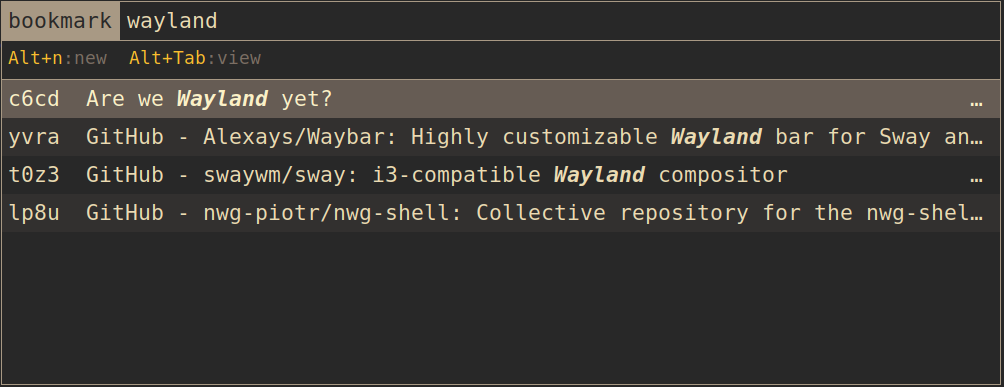 bookmark wayland
Alt+n:new Alt+Tab:view
c6cd Are we Wayland yet? …
yvra GitHub - Alexays/Waybar: Highly customizable Wayland bar for Sway an…
t0z3 GitHub - swaywm/sway: i3-compatible Wayland compositor …
lp8u GitHub - nwg-piotr/nwg-shell: Collective repository for the nwg-shel…